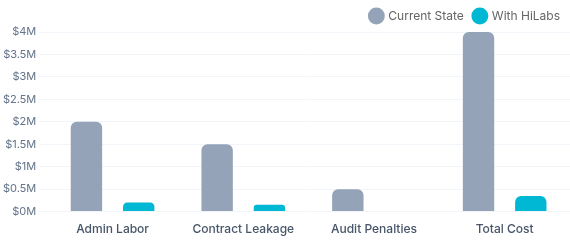 Current State With HiLabs
$4M
$3.5M
$3M
$2.5M
$2M
$1.5M
$1M
$0.5M
$0M
Admin Labor Contract Leakage Audit Penalties Total Cost